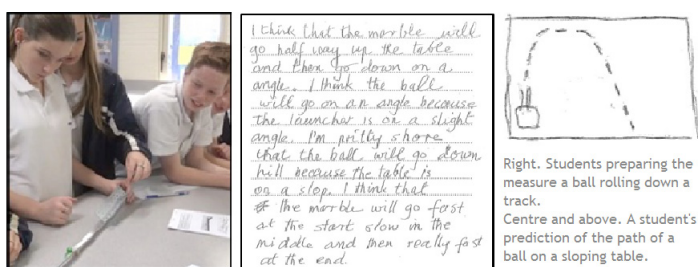 I think that the marble will
go half way up the table
and then go down on a
angle. I think the ball
will go on an angle because
the launcher is on a slight
angle. I'm pritty shore
that the ball will go down
hill because the table is
on a slop. I think that
the marble will go fast
at the start slow in the
middle and then really fast
at the end.
Right. Students preparing the
measure a ball rolling down a
track.
Centre and above. A student's
prediction of the path of a
ball on a sloping table.